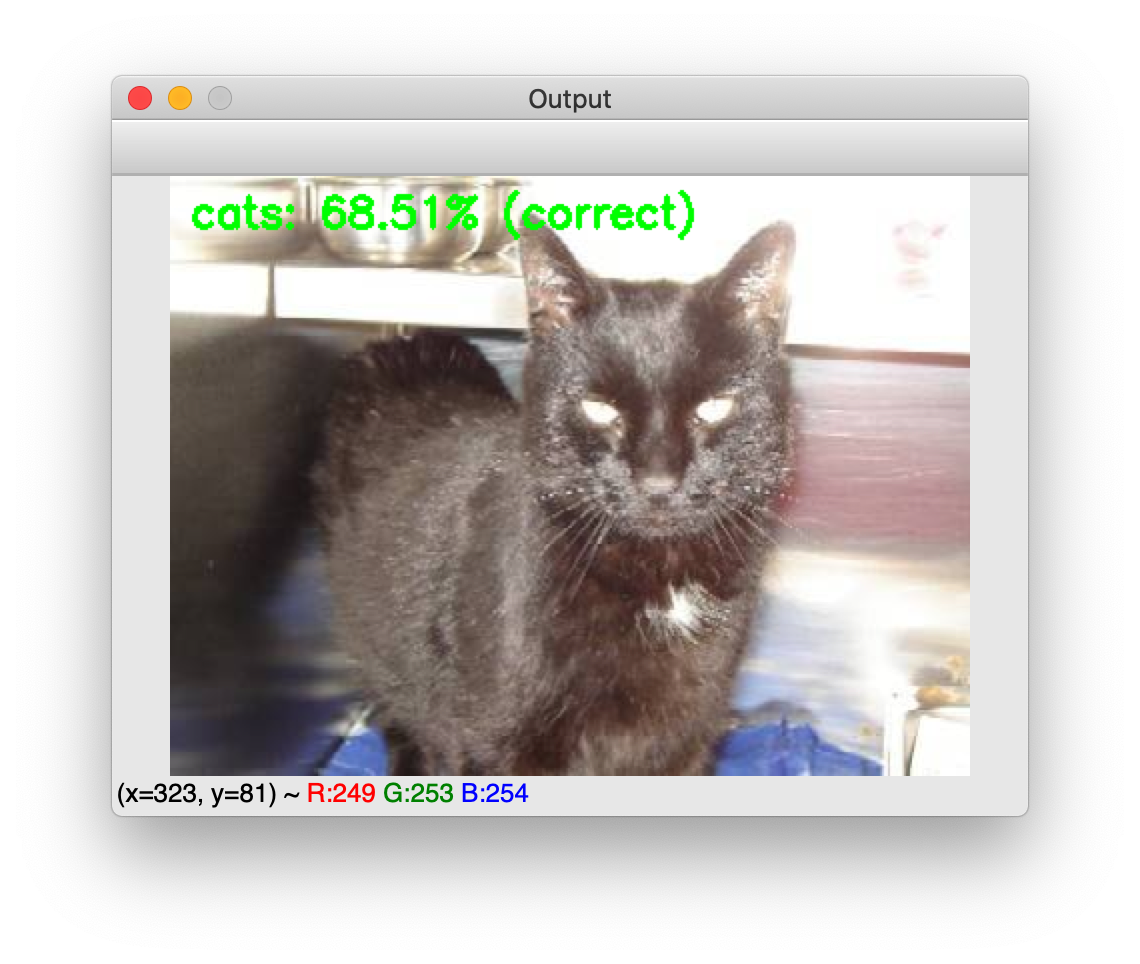 Output
cats: 68.51% (correct)
(x=323, y=81) ~ R:249 G:253 B:254